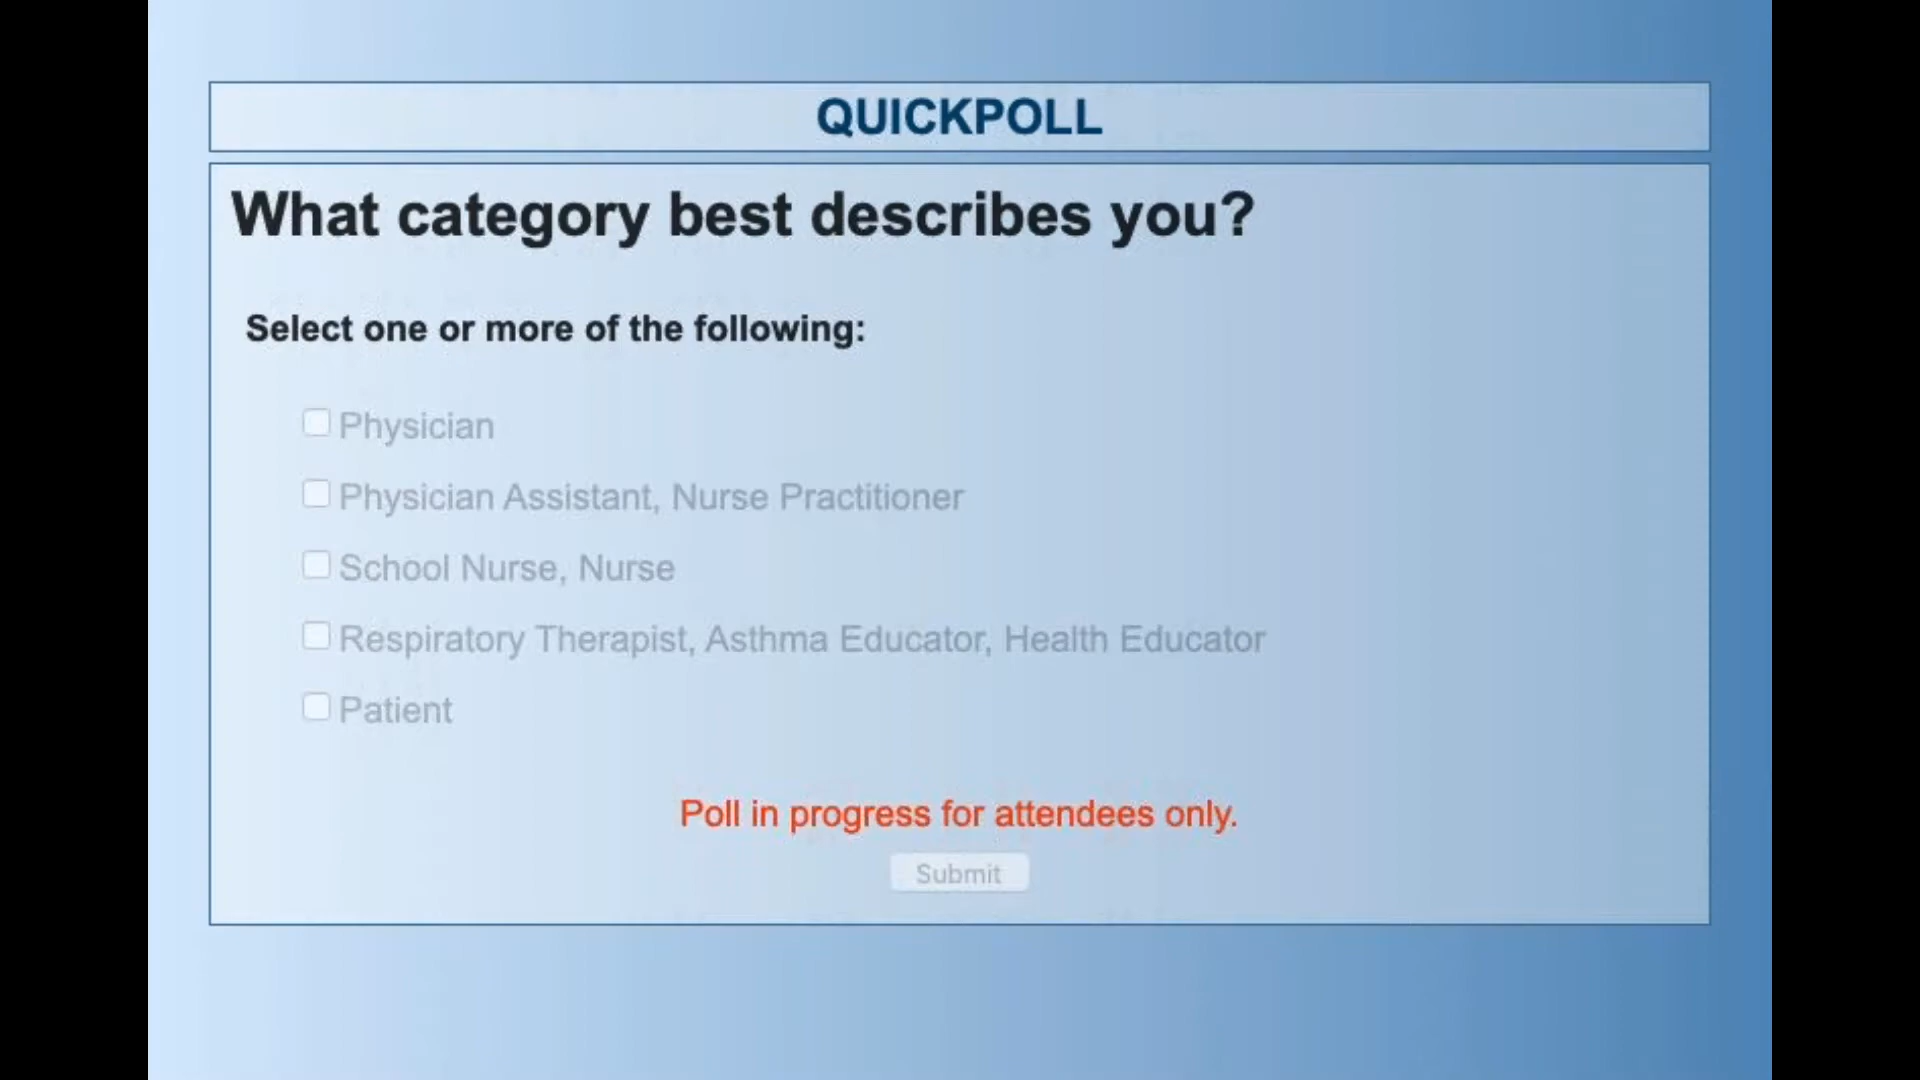 QUICKPOLL
What category best describes you?
Select one or more of the following:
Physician
Physician Assistant, Nurse Practitioner
School Nurse, Nurse
Respiratory Therapist, Asthma Educator, Health Educator
Patient
Poll in progress for attendees only.
Submit